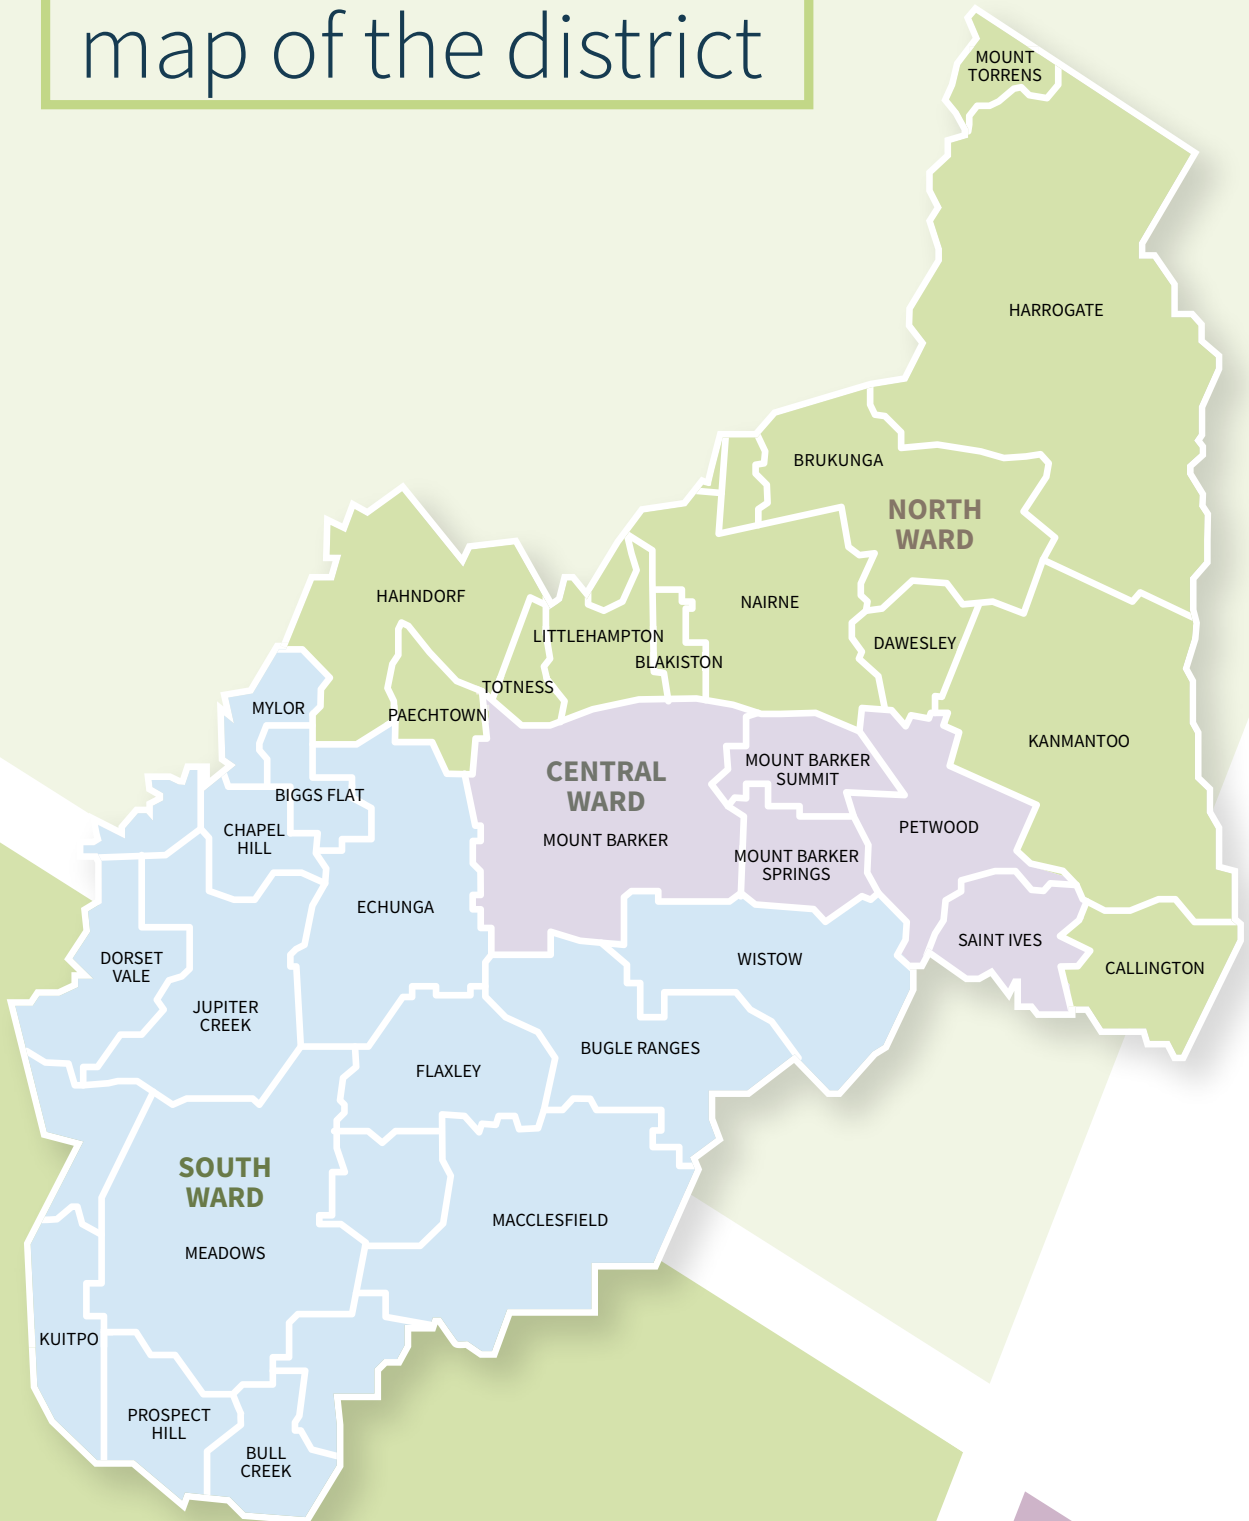 map of the district
MOUNT
TORRENS
HARROGATE
BRUKUNGA
NORTH
WARD
HAHNDORF
NAIRNE
LITTLEHAMPTON
DAWESLEY
BLAKISTON
TOTNESS
MYLOR
PAECHTOWN
KANMANTOO
CENTRAL
WARD
MOUNT BARKER
SUMMIT
BIGGS FLAT
CHAPEL
HILL
MOUNT BARKER
PETWOOD
MOUNT BARKER
SPRINGS
ECHUNGA
SAINT IVES
DORSET
VALE
WISTOW
CALLINGTON
JUPITER
CREEK
BUGLE RANGES
FLAXLEY
SOUTH
WARD
MACCLESFIELD
MEADOWS
KUITPO
PROSPECT
HILL
BULL
CREEK